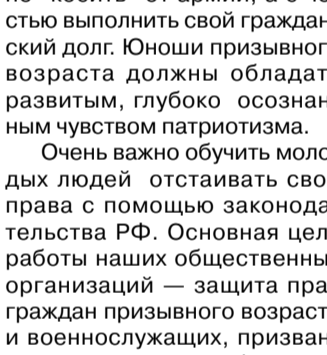 стью выполнить свой граждан
ский долг. Юноши призывног
возраста должны обладат
развитым, глубоко осознан
ным чувством патриотизма.
Очень важно обучить моло
дых людей отстаивать сво
права с помощью законода
тельства РФ. Основная цел
работы наших общественны
организаций — защита пра
граждан призывного возраст
и военнослужащих, призван